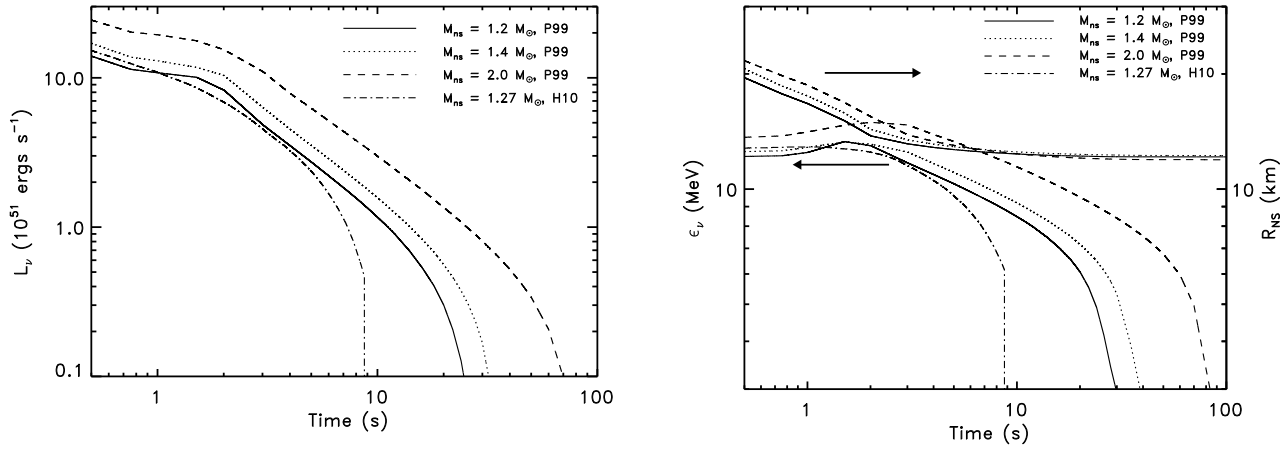 M_ns = 1.2 M_⊙, P99
M_ns = 1.4 M_⊙, P99
M_ns = 2.0 M_⊙, P99
M_ns = 1.27 M_⊙, H10
10.0
1.0
0.1
L_ν (10^51 ergs s^−1)
1 10 100
Time (s)
M_ns = 1.2 M_⊙, P99
M_ns = 1.4 M_⊙, P99
M_ns = 2.0 M_⊙, P99
M_ns = 1.27 M_⊙, H10
10
ϵ_ν (MeV)
10
R_NS (km)
1 10 100
Time (s)